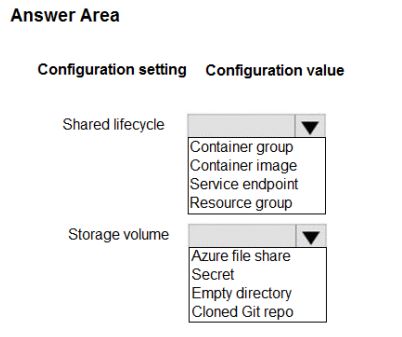 Answer Area
Configuration setting Configuration value
Shared lifecycle
Container group
Container image
Service endpoint
Resource group
Storage volume
Azure file share
Secret
Empty directory
Cloned Git repo